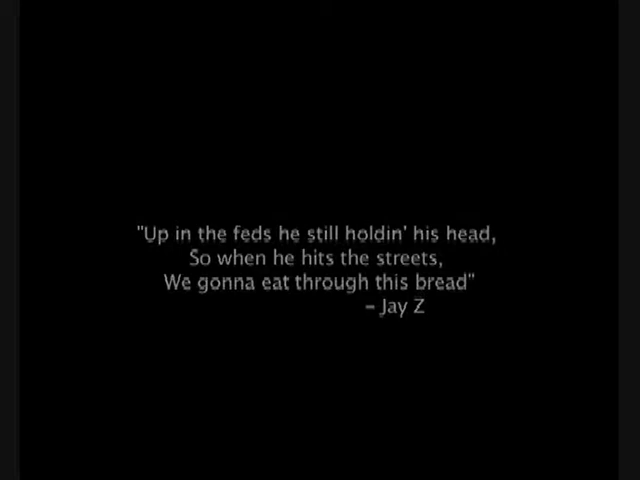 "Up in the feds he still holdin' his head,
So when he hits the streets,
We gonna eat through this bread"
– Jay Z